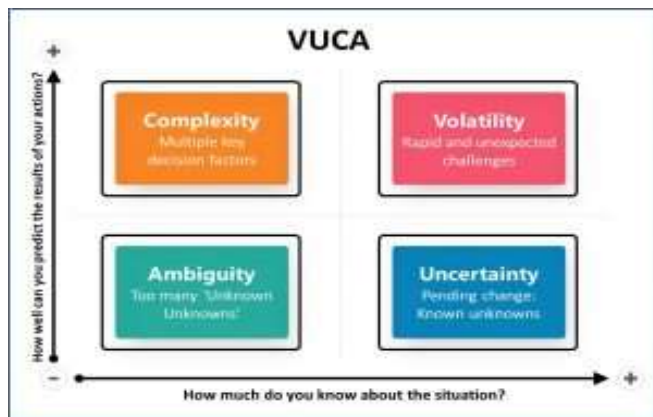 VUCA
+
How well can you predict the results of your actions?
Complexity
Multiple key
decision factors
Volatility
Rapid and unexpected
challenges
Ambiguity
Too many 'Unknown
Unknowns'
Uncertainty
Pending change:
Known unknowns
−
+
How much do you know about the situation?